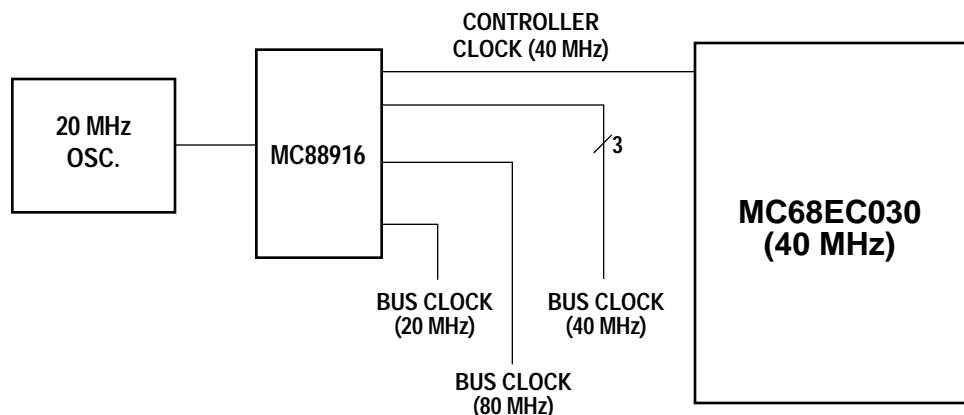 CONTROLLER
CLOCK (40 MHz)
20 MHz
OSC.
MC88916
3
MC68EC030
(40 MHz)
BUS CLOCK
(20 MHz)
BUS CLOCK
(40 MHz)
BUS CLOCK
(80 MHz)